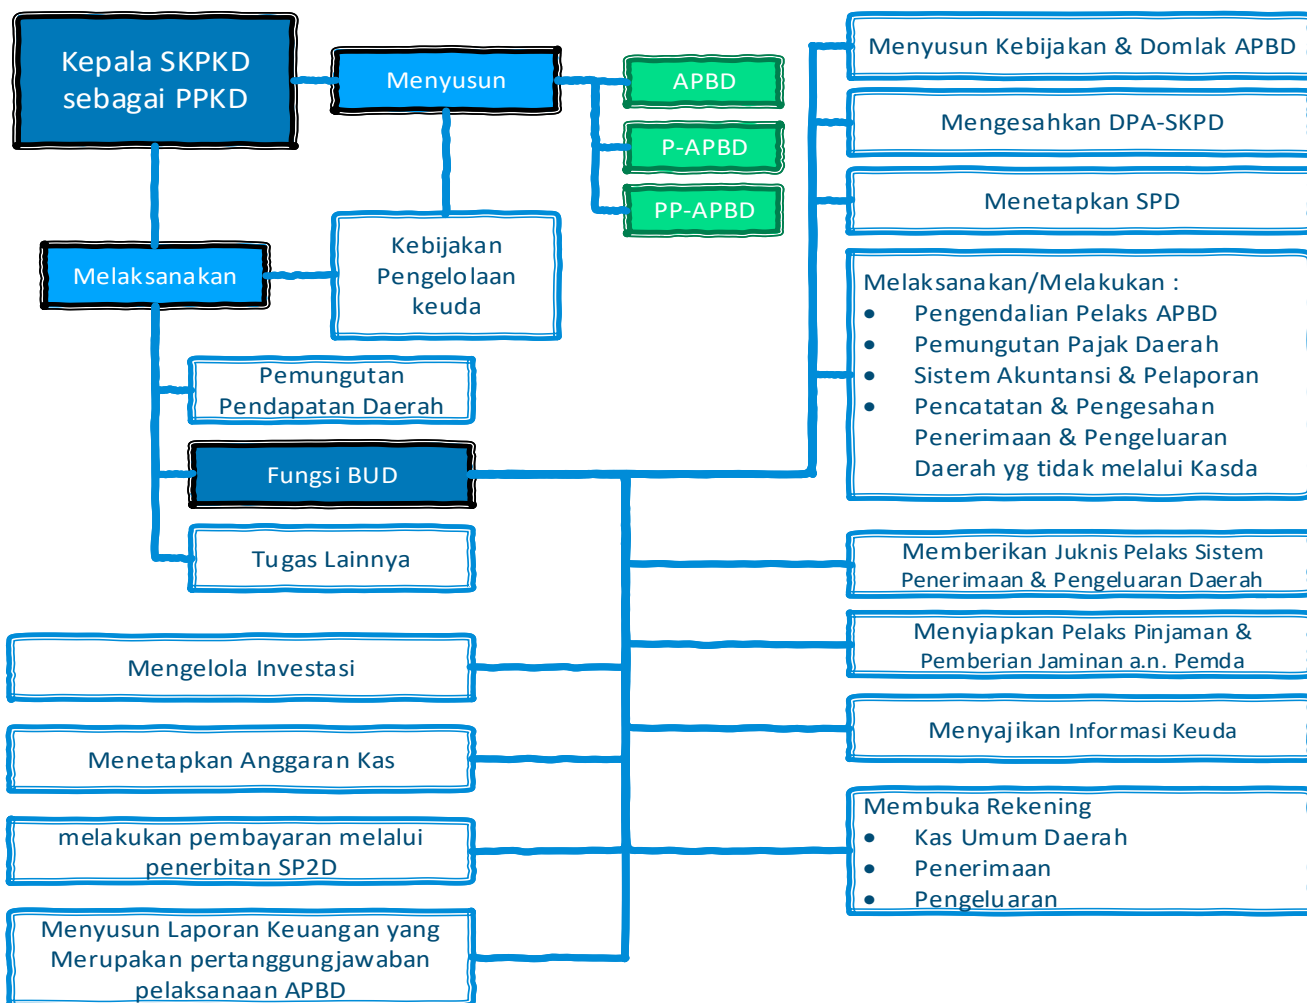 Kepala SKPKD
sebagai PPKD
Menyusun
APBD
P-APBD
PP-APBD
Kebijakan
Pengelolaan
keuda
Melaksanakan
Pemungutan
Pendapatan Daerah
Fungsi BUD
Tugas Lainnya
Mengelola Investasi
Menetapkan Anggaran Kas
melakukan pembayaran melalui
penerbitan SP2D
Menyusun Laporan Keuangan yang
Merupakan pertanggungjawaban
pelaksanaan APBD
Menyusun Kebijakan & Domlak APBD
Mengesahkan DPA-SKPD
Menetapkan SPD
Melaksanakan/Melakukan :
• Pengendalian Pelaks APBD
• Pemungutan Pajak Daerah
• Sistem Akuntansi & Pelaporan
• Pencatatan & Pengesahan
Penerimaan & Pengeluaran
Daerah yg tidak melalui Kasda
Memberikan Juknis Pelaks Sistem
Penerimaan & Pengeluaran Daerah
Menyiapkan Pelaks Pinjaman &
Pemberian Jaminan a.n. Pemda
Menyajikan Informasi Keuda
Membuka Rekening
• Kas Umum Daerah
• Penerimaan
• Pengeluaran